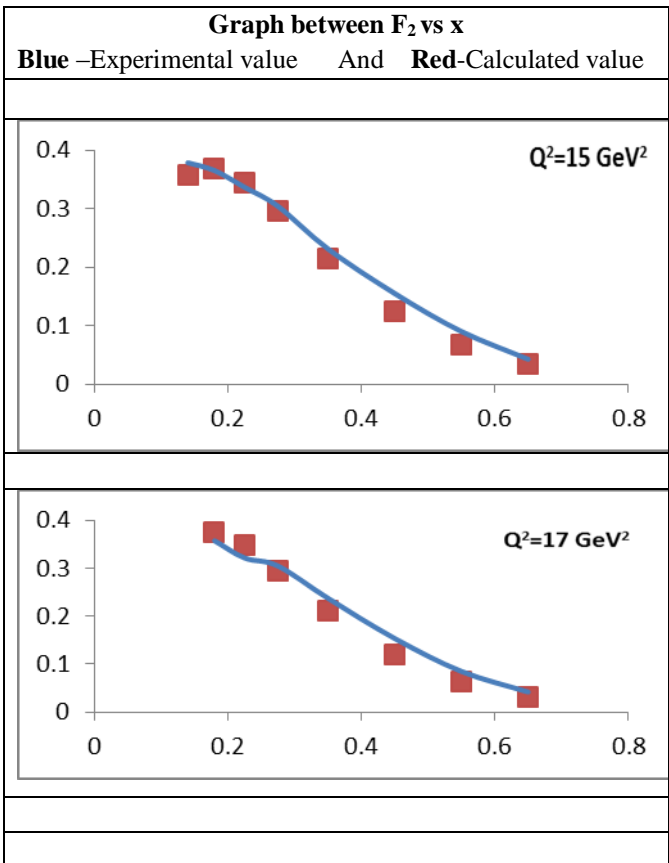 Graph between F₂ vs x
Blue –Experimental value And Red-Calculated value
Q²=15 GeV²
0.4
0.3
0.2
0.1
0
0 0.2 0.4 0.6 0.8
Q²=17 GeV²
0.4
0.3
0.2
0.1
0
0 0.2 0.4 0.6 0.8